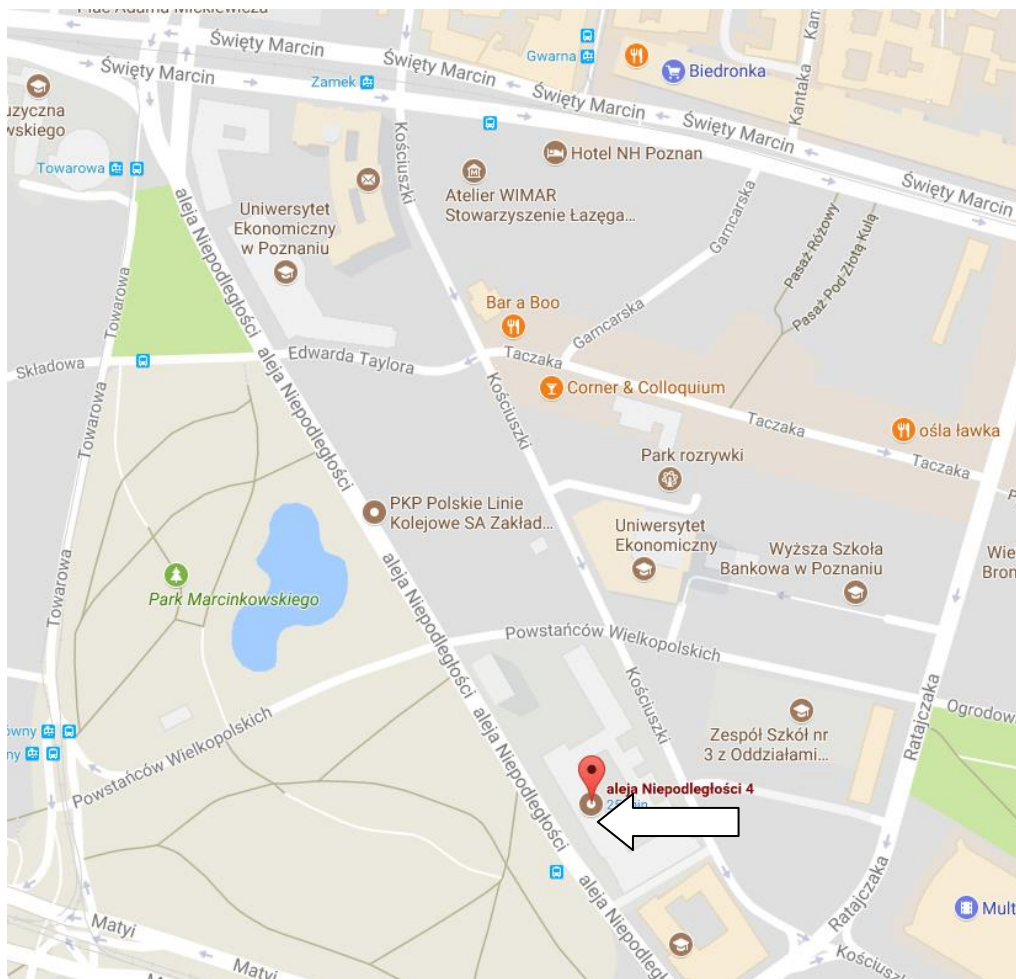 Plac Adama Mickiewicza
Święty Marcin
Święty Marcin
Zamek
Święty Marcin
Gwarna
Biedronka
Święty Marcin
Święty Marcin
Święty Marcin
Kantaka
Kościuszki
Hotel NH Poznan
Atelier WIMAR
Stowarzyszenie Łazęga...
Towarowa
Uniwersytet
Ekonomiczny
w Poznaniu
aleja Niepodległości
Garncarska
Garncarska
Pasaż Różowy
Pasaż Pod Złotą Kulą
Towarowa
Bar a Boo
Składowa
Edwarda Taylora
Taczaka
Corner & Colloquium
Kościuszki
Taczaka
ośla ławka
Taczaka
aleja Niepodległości
Towarowa
Park rozrywki
PKP Polskie Linie
Kolejowe SA Zakład...
Uniwersytet
Ekonomiczny
Wyższa Szkoła
Bankowa w Poznaniu
Towarowa
Park Marcinkowskiego
aleja Niepodległości
Powstańców Wielkopolskich
Kościuszki
Ratajczaka
Zespół Szkół nr
3 z Oddziałami...
Powstańców Wielkopolskich
aleja Niepodległości
aleja Niepodległości 4
aleja Niepodległości
Ratajczaka
Matyi
Matyi